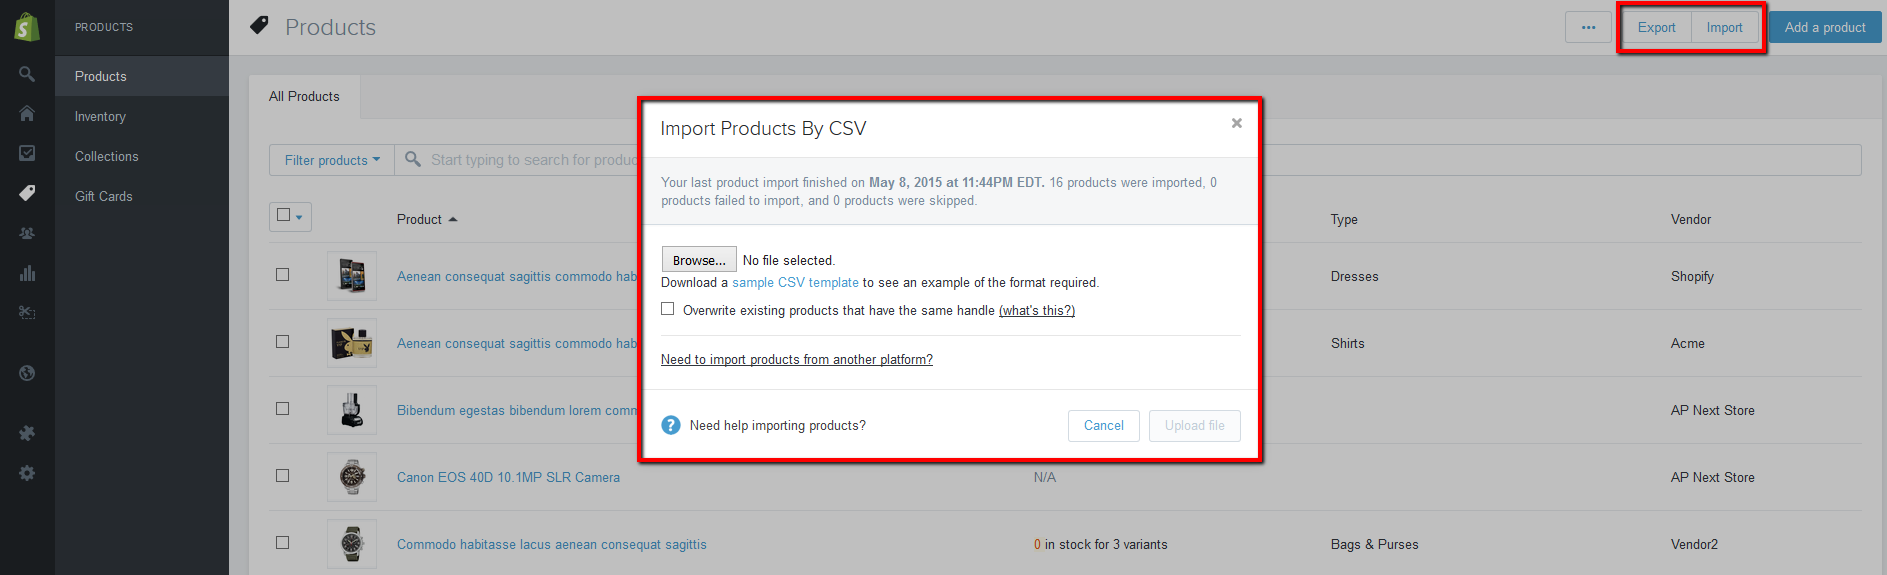 PRODUCTS
Products
Inventory
Collections
Gift Cards
Products
...
Export
Import
Add a product
All Products
Filter products
Start typing to search for produc
Product
Type
Vendor
Aenean consequat sagittis commodo hab
Dresses
Shopify
Aenean consequat sagittis commodo hab
Shirts
Acme
Bibendum egestas bibendum lorem comm
AP Next Store
Canon EOS 40D 10.1MP SLR Camera
N/A
AP Next Store
Commodo habitasse lacus aenean consequat sagittis
0 in stock for 3 variants
Bags & Purses
Vendor2
Import Products By CSV
×
Your last product import finished on May 8, 2015 at 11:44PM EDT. 16 products were imported, 0
products failed to import, and 0 products were skipped.
Browse... No file selected.
Download a sample CSV template to see an example of the format required.
Overwrite existing products that have the same handle (what's this?)
Need to import products from another platform?
? Need help importing products?
Cancel
Upload file